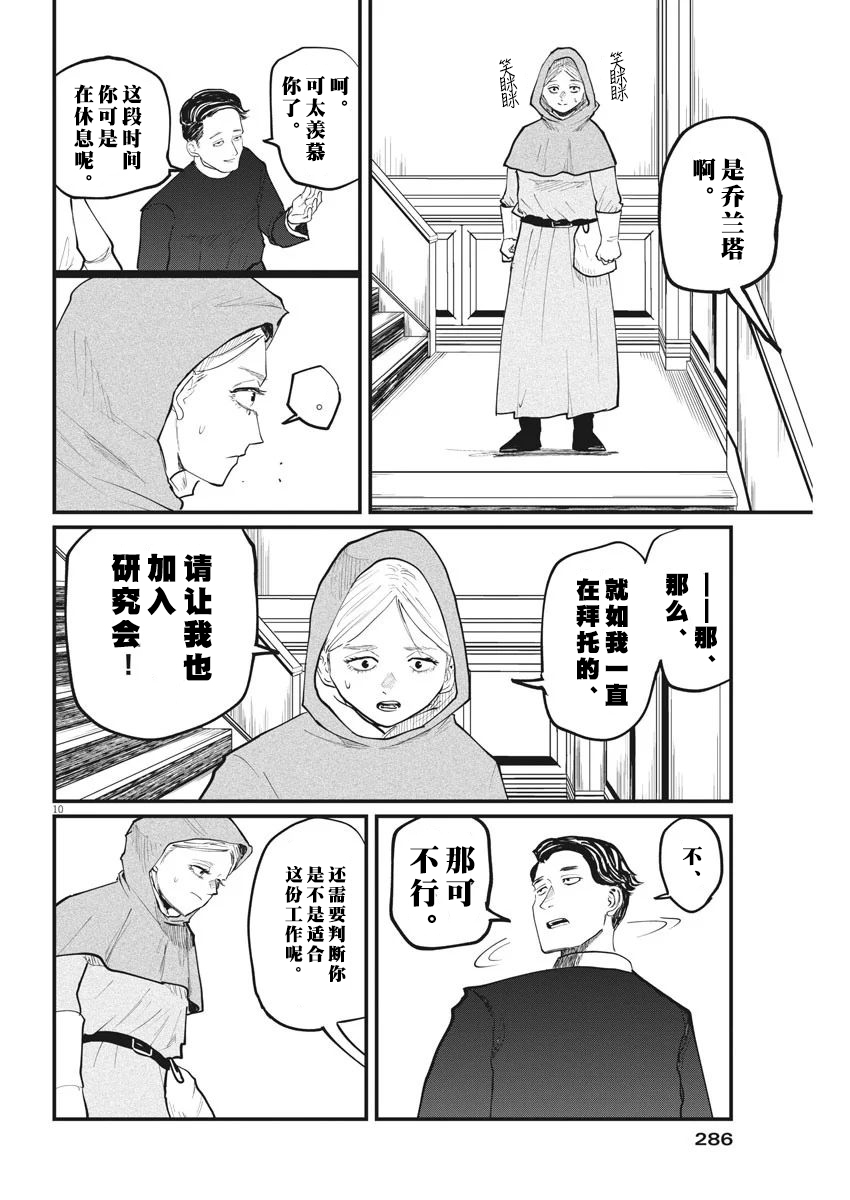 是乔兰塔
啊。
笑眯眯
笑眯眯
呵。
可太羡慕
你了。
这段时间
你可是
在休息呢。
。
——那、
那么、
就如我一直
在拜托的、
请让我也
加入
研究会！
10
不、
那可
不行。
还需要判断你
是不是适合
这份工作呢。
286